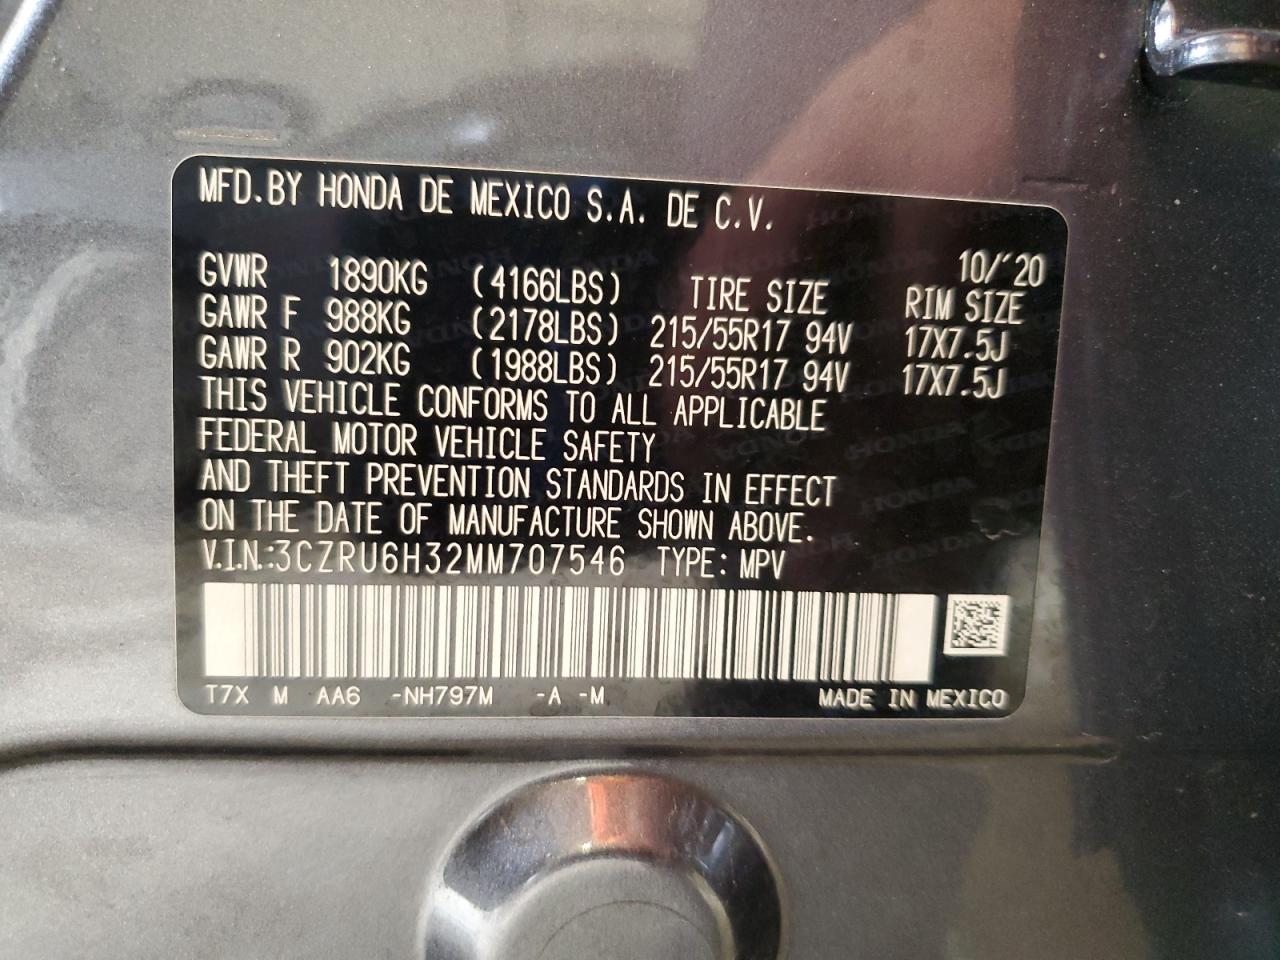 MFD.BY HONDA DE MEXICO S.A. DE C.V.
10/'20
GVWR 1890KG (4166LBS) TIRE SIZE RIM SIZE
GAWR F 988KG (2178LBS) 215/55R17 94V 17X7.5J
GAWR R 902KG (1988LBS) 215/55R17 94V 17X7.5J
THIS VEHICLE CONFORMS TO ALL APPLICABLE
FEDERAL MOTOR VEHICLE SAFETY
AND THEFT PREVENTION STANDARDS IN EFFECT
ON THE DATE OF MANUFACTURE SHOWN ABOVE.
V.I.N.:3CZRU6H32MM707546 TYPE: MPV
T7X M AA6 -NH797M -A -M MADE IN MEXICO